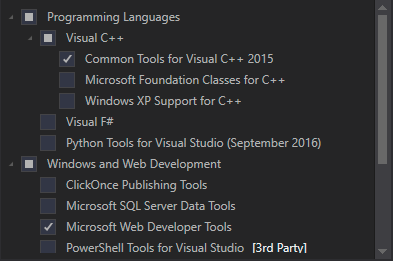 Programming Languages
Visual C++
Common Tools for Visual C++ 2015
Microsoft Foundation Classes for C++
Windows XP Support for C++
Visual F#
Python Tools for Visual Studio (September 2016)
Windows and Web Development
ClickOnce Publishing Tools
Microsoft SQL Server Data Tools
Microsoft Web Developer Tools
PowerShell Tools for Visual Studio [3rd Party]